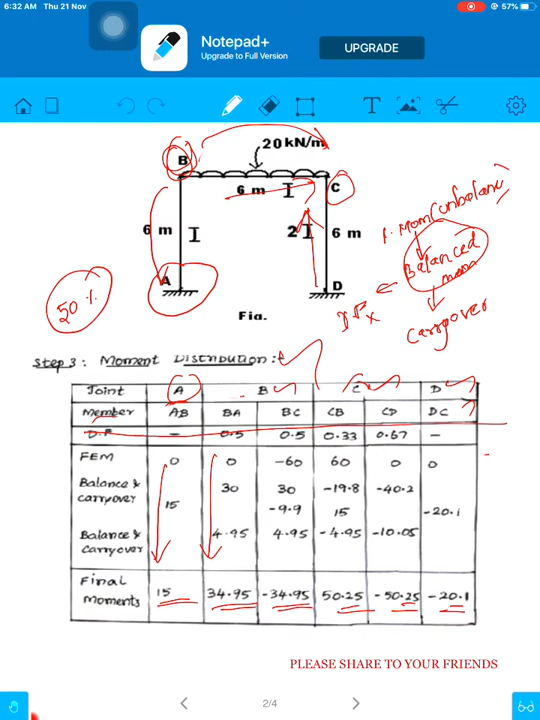 6:32 AM Thu 21 Nov
57%
Notepad+
Upgrade to Full Version
UPGRADE
T
B
20 kN/m
6 m I
C
6 m I
2 I 6 m
A
D
Fig.
50 %
1. Mom(unbalance)
Balanced
mom
D.F x
Carryover
Step 3: Moment Distribution:
Joint A B C D
Member AB BA BC CB CD DC
D.F - 0.5 0.5 0.33 0.67 -
FEM 0 0 -60 60 0 0
Balance & 30 30 -19.8 -40.2
carryover 15 -9.9 15 -20.1
Balance & 4.95 4.95 -4.95 -10.05
carryover
Final
Moments 15 34.95 -34.95 50.25 -50.25 -20.1
PLEASE SHARE TO YOUR FRIENDS
2/4